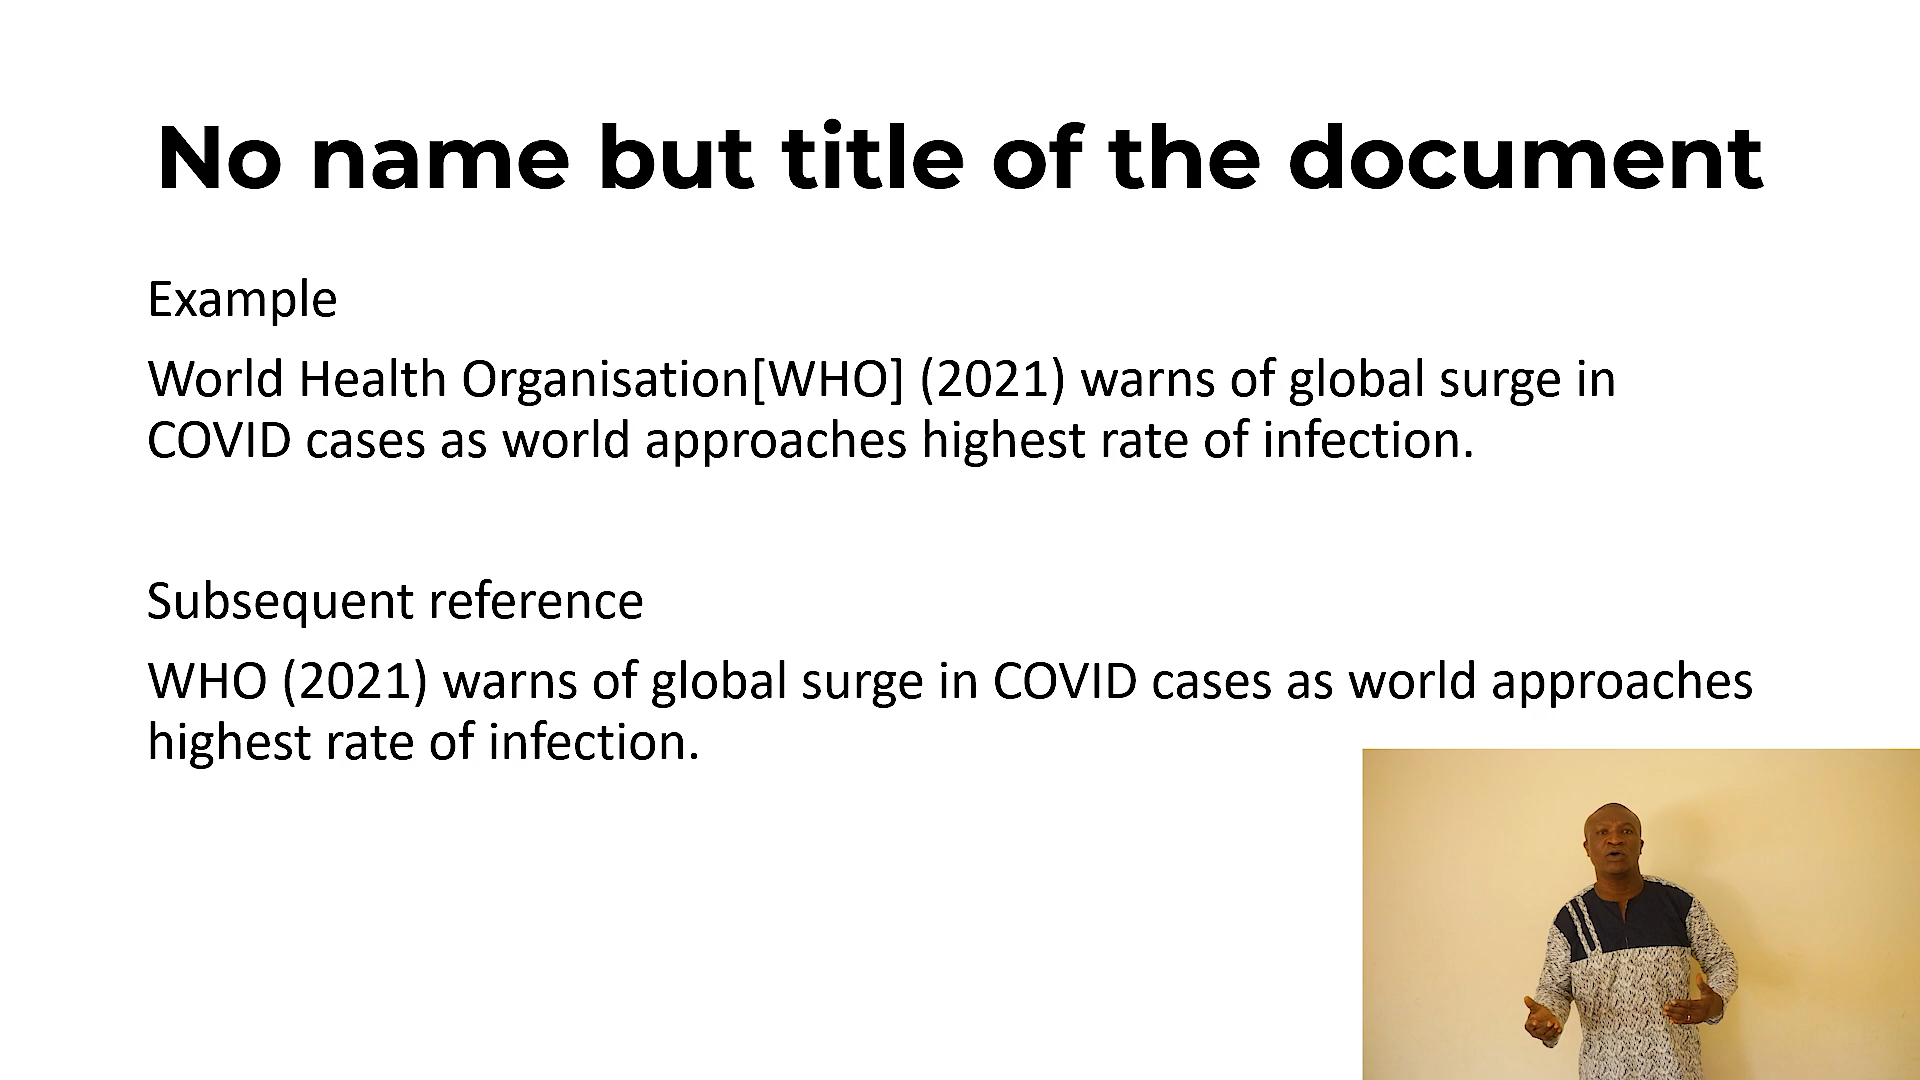 No name but title of the document
Example
World Health Organisation[WHO] (2021) warns of global surge in
COVID cases as world approaches highest rate of infection.
Subsequent reference
WHO (2021) warns of global surge in COVID cases as world approaches
highest rate of infection.